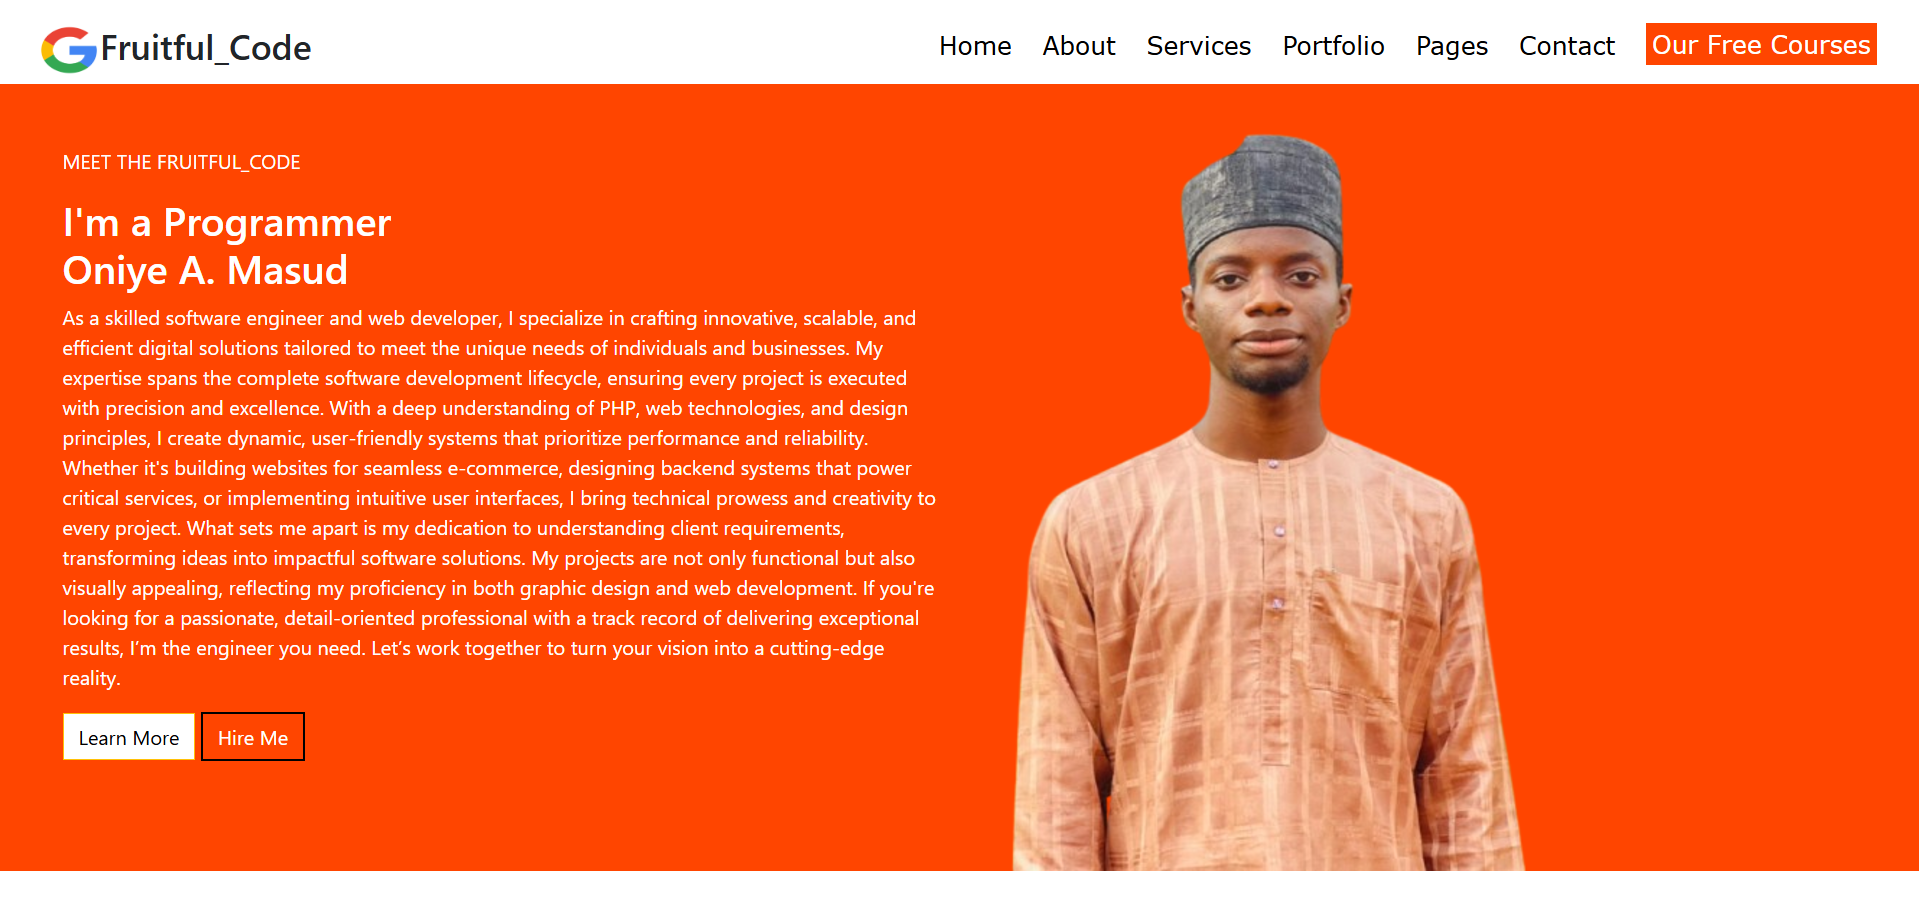 Fruitful_Code
Home About Services Portfolio Pages Contact Our Free Courses
MEET THE FRUITFUL_CODE
I'm a Programmer
Oniye A. Masud
As a skilled software engineer and web developer, I specialize in crafting innovative, scalable, and
efficient digital solutions tailored to meet the unique needs of individuals and businesses. My
expertise spans the complete software development lifecycle, ensuring every project is executed
with precision and excellence. With a deep understanding of PHP, web technologies, and design
principles, I create dynamic, user-friendly systems that prioritize performance and reliability.
Whether it's building websites for seamless e-commerce, designing backend systems that power
critical services, or implementing intuitive user interfaces, I bring technical prowess and creativity to
every project. What sets me apart is my dedication to understanding client requirements,
transforming ideas into impactful software solutions. My projects are not only functional but also
visually appealing, reflecting my proficiency in both graphic design and web development. If you're
looking for a passionate, detail-oriented professional with a track record of delivering exceptional
results, I’m the engineer you need. Let’s work together to turn your vision into a cutting-edge
reality.
Learn More Hire Me